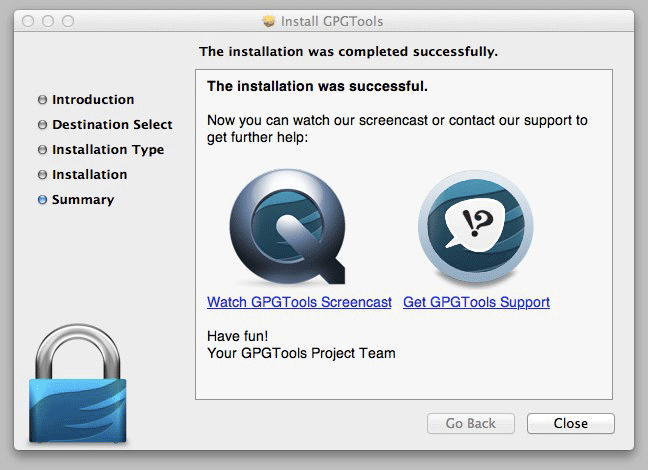 Install GPGTools
The installation was completed successfully.
Introduction
Destination Select
Installation Type
Installation
Summary
The installation was successful.
Now you can watch our screencast or contact our support to
get further help:
!?
Watch GPGTools Screencast Get GPGTools Support
Have fun!
Your GPGTools Project Team
Go Back Close